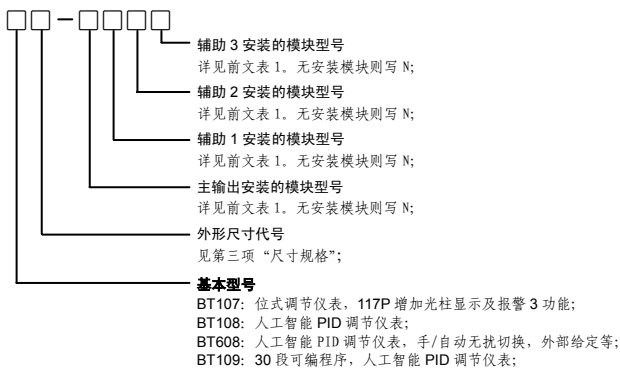 辅助 3 安装的模块型号
详见前文表 1。无安装模块则写 N;
辅助 2 安装的模块型号
详见前文表 1。无安装模块则写 N;
辅助 1 安装的模块型号
详见前文表 1。无安装模块则写 N;
主输出安装的模块型号
详见前文表 1。无安装模块则写 N;
外形尺寸代号
见第三项“尺寸规格”;
基本型号
BT107: 位式调节仪表，117P 增加光柱显示及报警 3 功能;
BT108: 人工智能 PID 调节仪表;
BT608: 人工智能 PID 调节仪表，手/自动无扰切换，外部给定等;
BT109: 30 段可编程序，人工智能 PID 调节仪表;